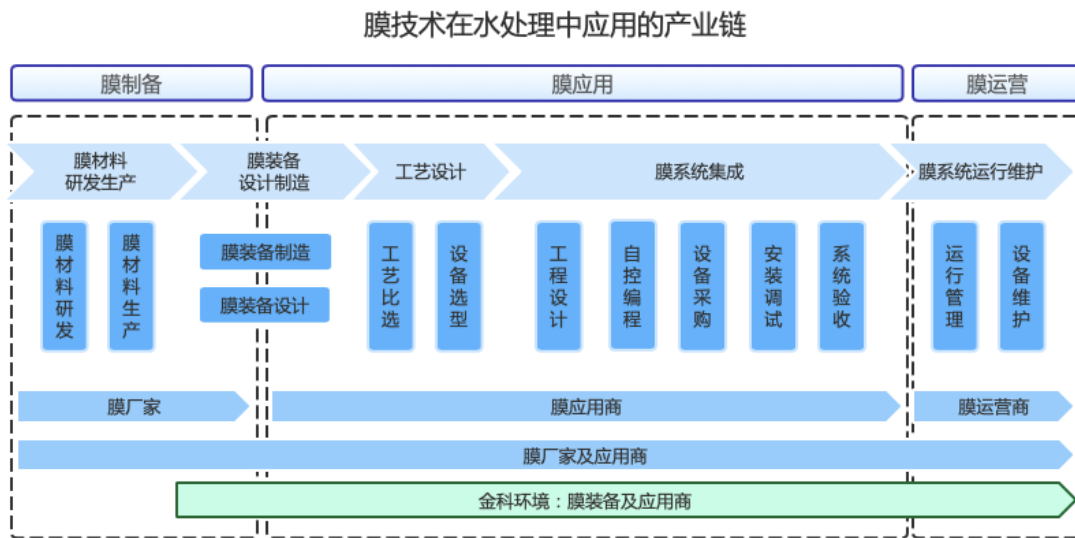 膜技术在水处理中应用的产业链
膜制备
膜应用
膜运营
膜材料
研发生产
膜装备
设计制造
工艺设计
膜系统集成
膜系统运行维护
膜材料研发
膜材料生产
膜装备制造
膜装备设计
工艺比选
设备选型
工程设计
自控编程
设备采购
安装调试
系统验收
运行管理
设备维护
膜厂家
膜应用商
膜运营商
膜厂家及应用商
金科环境：膜装备及应用商